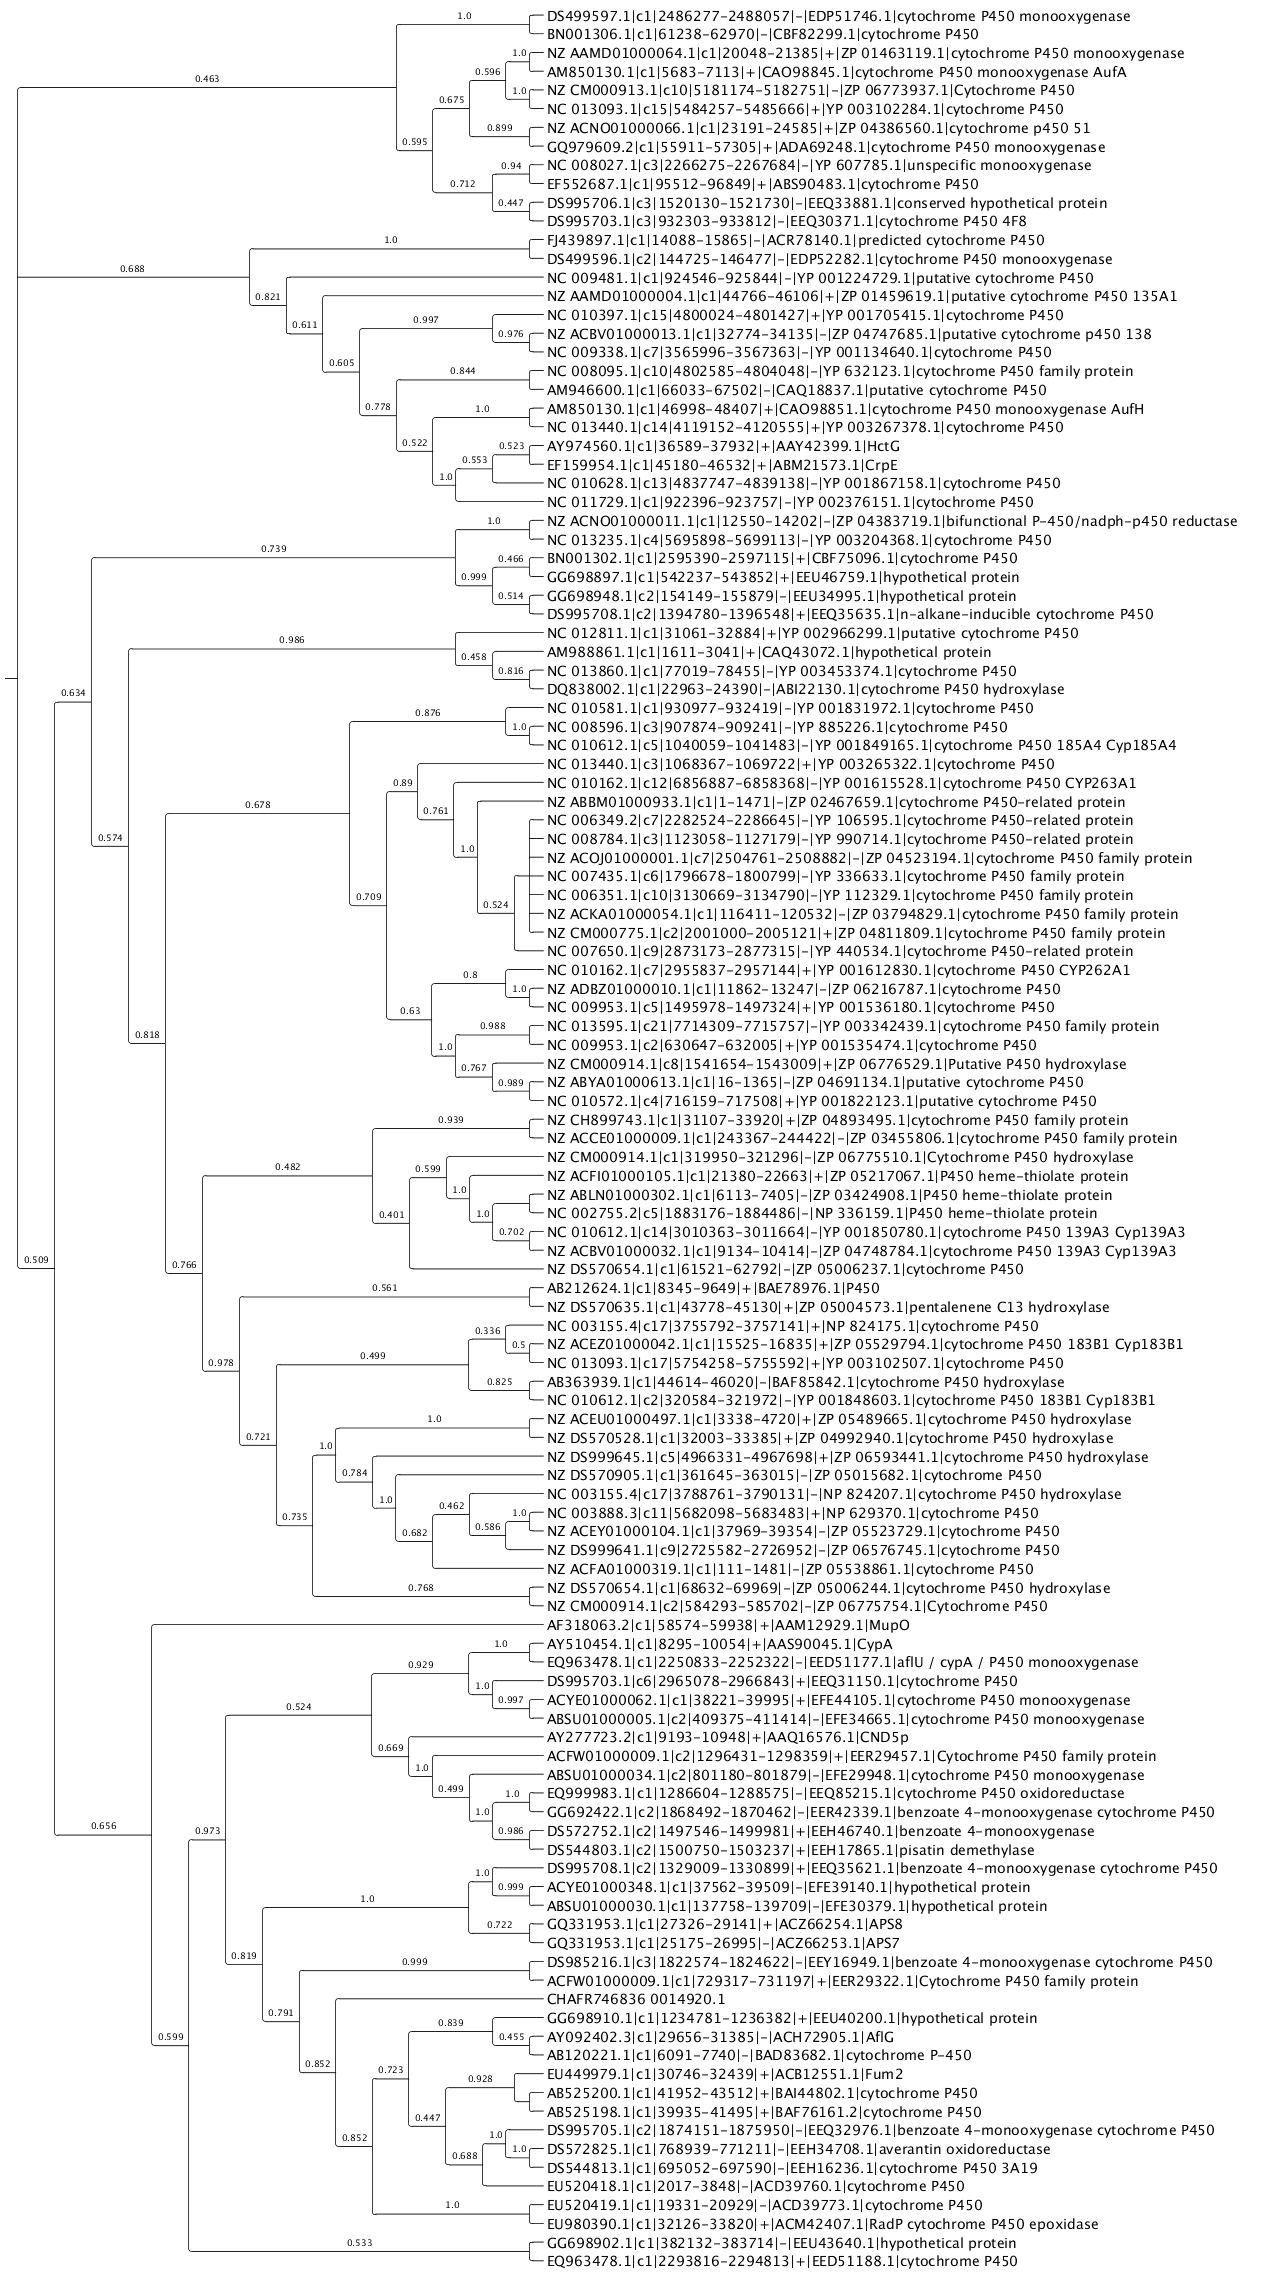 1.0
DS499597.1|c1|2486277-2488057|-|EDP51746.1|cytochrome P450 monooxygenase
BN001306.1|c1|61238-62970|-|CBF82299.1|cytochrome P450
1.0
NZ AAMD01000064.1|c1|20048-21385|+|ZP 01463119.1|cytochrome P450 monooxygenase
0.596
AM850130.1|c1|5683-7113|+|CAO98845.1|cytochrome P450 monooxygenase AufA
0.463
1.0
NZ CM000913.1|c10|5181174-5182751|-|ZP 06773937.1|Cytochrome P450
0.675
NC 013093.1|c15|5484257-5485666|+|YP 003102284.1|cytochrome P450
0.899
NZ ACNO01000066.1|c1|23191-24585|+|ZP 04386560.1|cytochrome p450 51
0.595
GQ979609.2|c1|55911-57305|+|ADA69248.1|cytochrome P450 monooxygenase
0.94
NC 008027.1|c3|2266275-2267684|-|YP 607785.1|unspecific monooxygenase
0.712
EF552687.1|c1|95512-96849|+|ABS90483.1|cytochrome P450
0.447
DS995706.1|c3|1520130-1521730|-|EEQ33881.1|conserved hypothetical protein
DS995703.1|c3|932303-933812|-|EEQ30371.1|cytochrome P450 4F8
1.0
FJ439897.1|c1|14088-15865|-|ACR78140.1|predicted cytochrome P450
DS499596.1|c2|144725-146477|-|EDP52282.1|cytochrome P450 monooxygenase
0.688
NC 009481.1|c1|924546-925844|-|YP 001224729.1|putative cytochrome P450
0.821
NZ AAMD01000004.1|c1|44766-46106|+|ZP 01459619.1|putative cytochrome P450 135A1
0.611
0.997
NC 010397.1|c15|4800024-4801427|+|YP 001705415.1|cytochrome P450
0.976
NZ ACBV01000013.1|c1|32774-34135|-|ZP 04747685.1|putative cytochrome p450 138
0.605
NC 009338.1|c7|3565996-3567363|-|YP 001134640.1|cytochrome P450
0.844
NC 008095.1|c10|4802585-4804048|-|YP 632123.1|cytochrome P450 family protein
0.778
AM946600.1|c1|66033-67502|-|CAQ18837.1|putative cytochrome P450
1.0
AM850130.1|c1|46998-48407|+|CAO98851.1|cytochrome P450 monooxygenase AufH
0.522
NC 013440.1|c14|4119152-4120555|+|YP 003267378.1|cytochrome P450
0.523
AY974560.1|c1|36589-37932|+|AAY42399.1|HctG
0.553
EF159954.1|c1|45180-46532|+|ABM21573.1|CrpE
1.0
NC 010628.1|c13|4837747-4839138|-|YP 001867158.1|cytochrome P450
NC 011729.1|c1|922396-923757|-|YP 002376151.1|cytochrome P450
1.0
NZ ACNO01000011.1|c1|12550-14202|-|ZP 04383719.1|bifunctional P-450/nadph-p450 reductase
0.739
NC 013235.1|c4|5695898-5699113|-|YP 003204368.1|cytochrome P450
0.466
BN001302.1|c1|2595390-2597115|+|CBF75096.1|cytochrome P450
0.999
GG698897.1|c1|542237-543852|+|EEU46759.1|hypothetical protein
0.514
GG698948.1|c2|154149-155879|-|EEU34995.1|hypothetical protein
DS995708.1|c2|1394780-1396548|+|EEQ35635.1|n-alkane-inducible cytochrome P450
0.986
NC 012811.1|c1|31061-32884|+|YP 002966299.1|putative cytochrome P450
0.458
AM988861.1|c1|1611-3041|+|CAQ43072.1|hypothetical protein
0.816
NC 013860.1|c1|77019-78455|-|YP 003453374.1|cytochrome P450
0.634
DQ838002.1|c1|22963-24390|-|ABI22130.1|cytochrome P450 hydroxylase
0.876
NC 010581.1|c1|930977-932419|-|YP 001831972.1|cytochrome P450
1.0
NC 008596.1|c3|907874-909241|-|YP 885226.1|cytochrome P450
NC 010612.1|c5|1040059-1041483|-|YP 001849165.1|cytochrome P450 185A4 Cyp185A4
NC 013440.1|c3|1068367-1069722|+|YP 003265322.1|cytochrome P450
0.89
NC 010162.1|c12|6856887-6858368|-|YP 001615528.1|cytochrome P450 CYP263A1
0.678
0.761
NZ ABBM01000933.1|c1|1-1471|-|ZP 02467659.1|cytochrome P450-related protein
NC 006349.2|c7|2282524-2286645|-|YP 106595.1|cytochrome P450-related protein
0.574
NC 008784.1|c3|1123058-1127179|-|YP 990714.1|cytochrome P450-related protein
1.0
NZ ACOJ01000001.1|c7|2504761-2508882|-|ZP 04523194.1|cytochrome P450 family protein
NC 007435.1|c6|1796678-1800799|-|YP 336633.1|cytochrome P450 family protein
0.709
NC 006351.1|c10|3130669-3134790|-|YP 112329.1|cytochrome P450 family protein
0.524
NZ ACKA01000054.1|c1|116411-120532|-|ZP 03794829.1|cytochrome P450 family protein
NZ CM000775.1|c2|2001000-2005121|+|ZP 04811809.1|cytochrome P450 family protein
NC 007650.1|c9|2873173-2877315|-|YP 440534.1|cytochrome P450-related protein
0.8
NC 010162.1|c7|2955837-2957144|+|YP 001612830.1|cytochrome P450 CYP262A1
1.0
NZ ADBZ01000010.1|c1|11862-13247|-|ZP 06216787.1|cytochrome P450
0.63
NC 009953.1|c5|1495978-1497324|+|YP 001536180.1|cytochrome P450
0.988
NC 013595.1|c21|7714309-7715757|-|YP 003342439.1|cytochrome P450 family protein
0.818
1.0
NC 009953.1|c2|630647-632005|+|YP 001535474.1|cytochrome P450
0.767
NZ CM000914.1|c8|1541654-1543009|+|ZP 06776529.1|Putative P450 hydroxylase
0.989
NZ ABYA01000613.1|c1|16-1365|-|ZP 04691134.1|putative cytochrome P450
NC 010572.1|c4|716159-717508|+|YP 001822123.1|putative cytochrome P450
0.939
NZ CH899743.1|c1|31107-33920|+|ZP 04893495.1|cytochrome P450 family protein
NZ ACCE01000009.1|c1|243367-244422|-|ZP 03455806.1|cytochrome P450 family protein
0.482
0.599
NZ CM000914.1|c1|319950-321296|-|ZP 06775510.1|Cytochrome P450 hydroxylase
1.0
NZ ACFI01000105.1|c1|21380-22663|+|ZP 05217067.1|P450 heme-thiolate protein
NZ ABLN01000302.1|c1|6113-7405|-|ZP 03424908.1|P450 heme-thiolate protein
0.401
1.0
NC 002755.2|c5|1883176-1884486|-|NP 336159.1|P450 heme-thiolate protein
0.702
NC 010612.1|c14|3010363-3011664|-|YP 001850780.1|cytochrome P450 139A3 Cyp139A3
NZ ACBV01000032.1|c1|9134-10414|-|ZP 04748784.1|cytochrome P450 139A3 Cyp139A3
0.509
0.766
NZ DS570654.1|c1|61521-62792|-|ZP 05006237.1|cytochrome P450
0.561
AB212624.1|c1|8345-9649|+|BAE78976.1|P450
NZ DS570635.1|c1|43778-45130|+|ZP 05004573.1|pentalenene C13 hydroxylase
0.336
NC 003155.4|c17|3755792-3757141|+|NP 824175.1|cytochrome P450
0.5
NZ ACEZ01000042.1|c1|15525-16835|+|ZP 05529794.1|cytochrome P450 183B1 Cyp183B1
0.978
0.499
NC 013093.1|c17|5754258-5755592|+|YP 003102507.1|cytochrome P450
0.825
AB363939.1|c1|44614-46020|-|BAF85842.1|cytochrome P450 hydroxylase
NC 010612.1|c2|320584-321972|-|YP 001848603.1|cytochrome P450 183B1 Cyp183B1
1.0
NZ ACEU01000497.1|c1|3338-4720|+|ZP 05489665.1|cytochrome P450 hydroxylase
0.721
1.0
NZ DS570528.1|c1|32003-33385|+|ZP 04992940.1|cytochrome P450 hydroxylase
0.784
NZ DS999645.1|c5|4966331-4967698|+|ZP 06593441.1|cytochrome P450 hydroxylase
NZ DS570905.1|c1|361645-363015|-|ZP 05015682.1|cytochrome P450
1.0
0.462
NC 003155.4|c17|3788761-3790131|-|NP 824207.1|cytochrome P450 hydroxylase
1.0
NC 003888.3|c11|5682098-5683483|+|NP 629370.1|cytochrome P450
0.735
0.586
NZ ACEY01000104.1|c1|37969-39354|-|ZP 05523729.1|cytochrome P450
0.682
NZ DS999641.1|c9|2725582-2726952|-|ZP 06576745.1|cytochrome P450
NZ ACFA01000319.1|c1|111-1481|-|ZP 05538861.1|cytochrome P450
0.768
NZ DS570654.1|c1|68632-69969|-|ZP 05006244.1|cytochrome P450 hydroxylase
NZ CM000914.1|c2|584293-585702|-|ZP 06775754.1|Cytochrome P450
AF318063.2|c1|58574-59938|+|AAM12929.1|MupO
1.0
AY510454.1|c1|8295-10054|+|AAS90045.1|CypA
0.929
EQ963478.1|c1|2250833-2252322|-|EED51177.1|aflU / cypA / P450 monooxygenase
1.0
DS995703.1|c6|2965078-2966843|+|EEQ31150.1|cytochrome P450
0.997
ACYE01000062.1|c1|38221-39995|+|EFE44105.1|cytochrome P450 monooxygenase
0.524
ABSU01000005.1|c2|409375-411414|-|EFE34665.1|cytochrome P450 monooxygenase
AY277723.2|c1|9193-10948|+|AAQ16576.1|CND5p
0.669
ACFW01000009.1|c2|1296431-1298359|+|EER29457.1|Cytochrome P450 family protein
1.0
ABSU01000034.1|c2|801180-801879|-|EFE29948.1|cytochrome P450 monooxygenase
0.499
1.0
EQ999983.1|c1|1286604-1288575|-|EEQ85215.1|cytochrome P450 oxidoreductase
1.0
GG692422.1|c2|1868492-1870462|-|EER42339.1|benzoate 4-monooxygenase cytochrome P450
0.656
0.973
0.986
DS572752.1|c2|1497546-1499981|+|EEH46740.1|benzoate 4-monooxygenase
DS544803.1|c2|1500750-1503237|+|EEH17865.1|pisatin demethylase
1.0
DS995708.1|c2|1329009-1330899|+|EEQ35621.1|benzoate 4-monooxygenase cytochrome P450
0.999
ACYE01000348.1|c1|37562-39509|-|EFE39140.1|hypothetical protein
1.0
ABSU01000030.1|c1|137758-139709|-|EFE30379.1|hypothetical protein
0.722
GQ331953.1|c1|27326-29141|+|ACZ66254.1|APS8
GQ331953.1|c1|25175-26995|-|ACZ66253.1|APS7
0.819
0.999
DS985216.1|c3|1822574-1824622|-|EEY16949.1|benzoate 4-monooxygenase cytochrome P450
ACFW01000009.1|c1|729317-731197|+|EER29322.1|Cytochrome P450 family protein
CHAFR746836 0014920.1
0.791
0.839
GG698910.1|c1|1234781-1236382|+|EEU40200.1|hypothetical protein
0.599
0.455
AY092402.3|c1|29656-31385|-|ACH72905.1|AflG
AB120221.1|c1|6091-7740|-|BAD83682.1|cytochrome P-450
0.852
0.723
0.928
EU449979.1|c1|30746-32439|+|ACB12551.1|Fum2
AB525200.1|c1|41952-43512|+|BAI44802.1|cytochrome P450
AB525198.1|c1|39935-41495|+|BAF76161.2|cytochrome P450
0.447
1.0
DS995705.1|c2|1874151-1875950|-|EEQ32976.1|benzoate 4-monooxygenase cytochrome P450
0.852
1.0
DS572825.1|c1|768939-771211|-|EEH34708.1|averantin oxidoreductase
0.688
DS544813.1|c1|695052-697590|-|EEH16236.1|cytochrome P450 3A19
EU520418.1|c1|2017-3848|-|ACD39760.1|cytochrome P450
1.0
EU520419.1|c1|19331-20929|-|ACD39773.1|cytochrome P450
EU980390.1|c1|32126-33820|+|ACM42407.1|RadP cytochrome P450 epoxidase
0.533
GG698902.1|c1|382132-383714|-|EEU43640.1|hypothetical protein
EQ963478.1|c1|2293816-2294813|+|EED51188.1|cytochrome P450